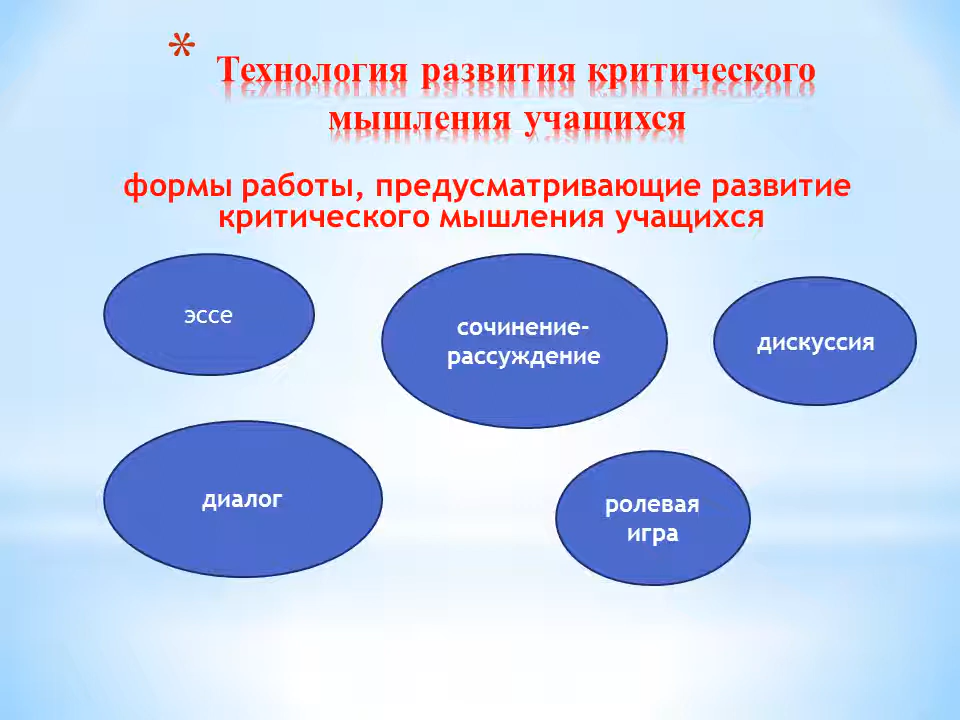 * Технология развития критического
мышления учащихся
формы работы, предусматривающие развитие
критического мышления учащихся
эссе
сочинение-
рассуждение
дискуссия
диалог
ролевая
игра